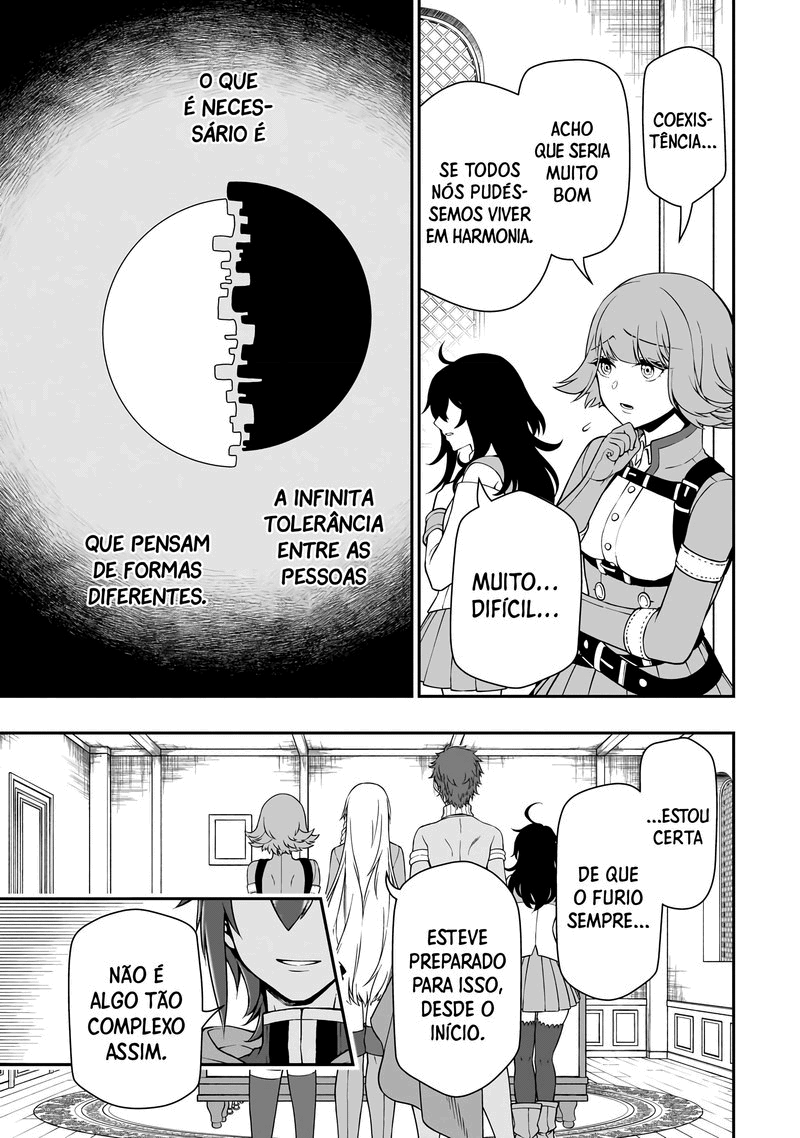 COEXIS-
TÊNCIA...
ACHO
QUE SERIA
MUITO
BOM
SE TODOS
NÓS PUDÉS-
SEMOS VIVER
EM HARMONIA.
MUITO...
DIFÍCIL...
O QUE
É NECES-
SÁRIO É
A INFINITA
TOLERÂNCIA
ENTRE AS
PESSOAS
QUE PENSAM
DE FORMAS
DIFERENTES.
...ESTOU
CERTA
DE QUE
O FURIO
SEMPRE...
ESTEVE
PREPARADO
PARA ISSO,
DESDE O
INÍCIO.
NÃO É
ALGO TÃO
COMPLEXO
ASSIM.